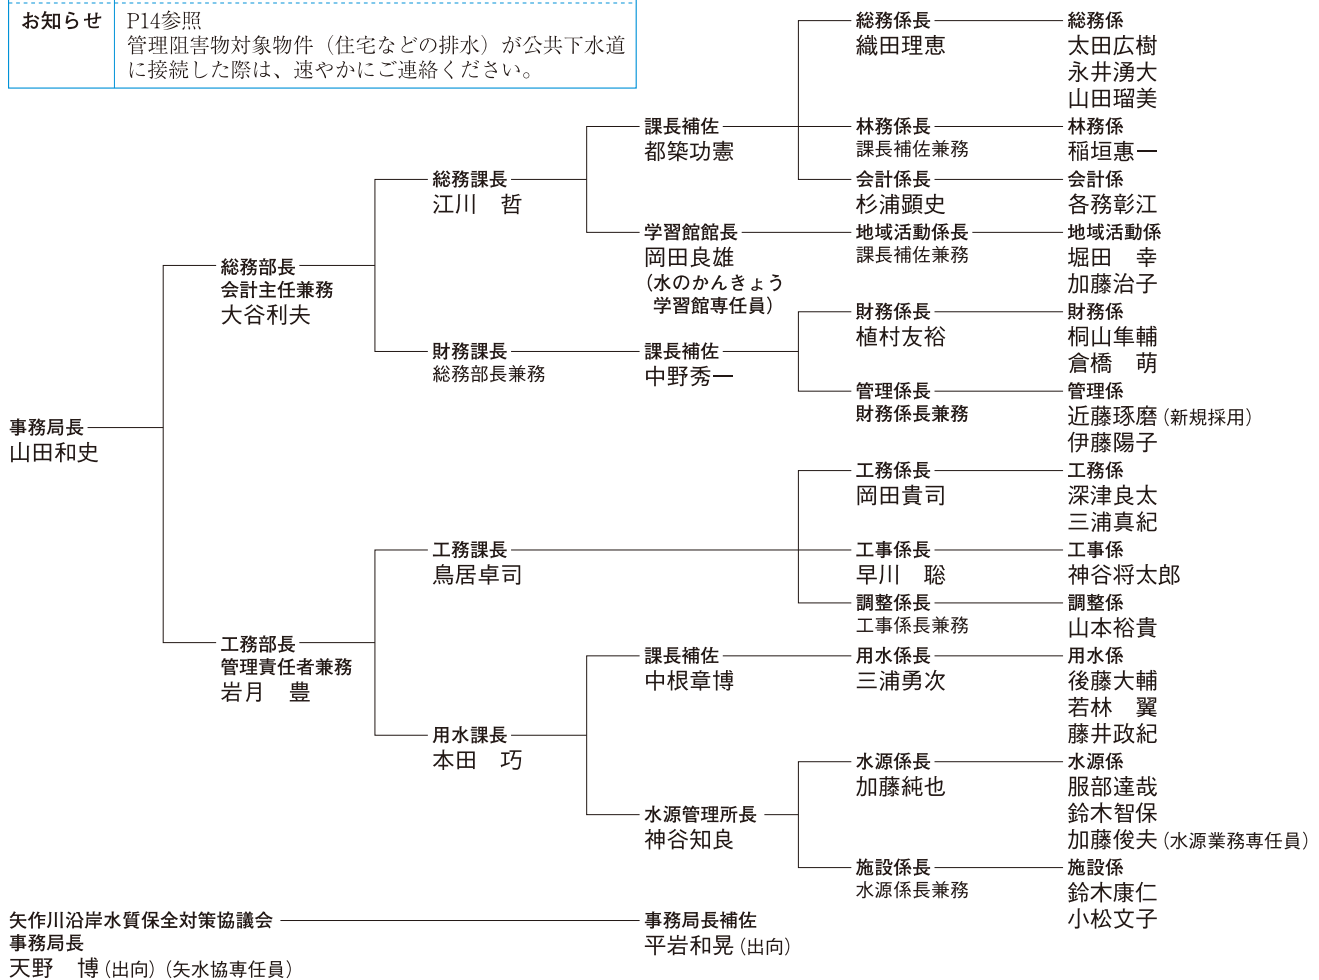 お知らせ
P14参照
管理阻害物対象物件（住宅などの排水）が公共下水道
に接続した際は、速やかにご連絡ください。
事務局長
山田和史
総務部長
会計主任兼務
大谷利夫
総務課長
江川　哲
課長補佐
都築功憲
総務係長
織田理恵
総務係
太田広樹
永井湧大
山田瑠美
林務係長
課長補佐兼務
林務係
稲垣惠一
会計係長
杉浦顕史
会計係
各務彰江
学習館館長
岡田良雄
（水のかんきょう
学習館専任員）
地域活動係長
課長補佐兼務
地域活動係
堀田　幸
加藤治子
財務課長
総務部長兼務
課長補佐
中野秀一
財務係長
植村友裕
財務係
桐山隼輔
倉橋　萌
管理係長
財務係長兼務
管理係
近藤琢磨（新規採用）
伊藤陽子
工務部長
管理責任者兼務
岩月　豊
工務課長
鳥居卓司
工務係長
岡田貴司
工務係
深津良太
三浦真紀
工事係長
早川　聡
工事係
神谷将太郎
調整係長
工事係長兼務
調整係
山本裕貴
用水課長
本田　巧
課長補佐
中根章博
用水係長
三浦勇次
用水係
後藤大輔
若林　翼
藤井政紀
水源管理所長
神谷知良
水源係長
加藤純也
水源係
服部達哉
鈴木智保
加藤俊夫（水源業務専任員）
施設係長
水源係長兼務
施設係
鈴木康仁
小松文子
矢作川沿岸水質保全対策協議会
事務局長
天野　博（出向）（矢水協専任員）
事務局長補佐
平岩和晃（出向）